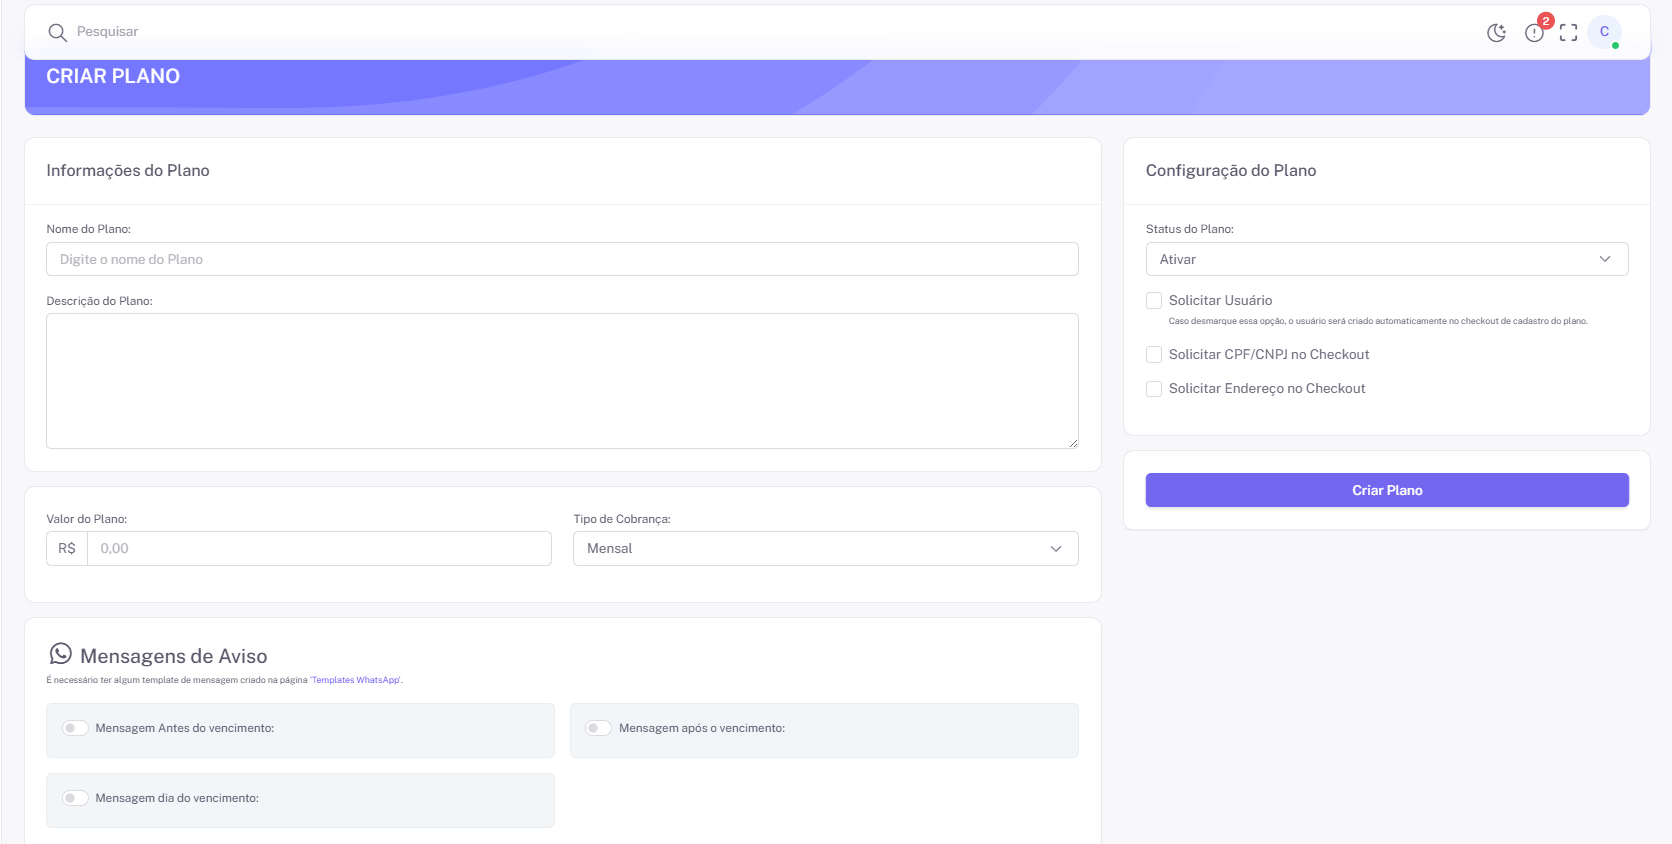 Pesquisar
2
C
CRIAR PLANO
Informações do Plano
Nome do Plano:
Digite o nome do Plano
Descrição do Plano:
Valor do Plano:
R$ 0,00
Tipo de Cobrança:
Mensal
Mensagens de Aviso
É necessário ter algum template de mensagem criado na página 'Templates WhatsApp'.
Mensagem Antes do vencimento:
Mensagem após o vencimento:
Mensagem dia do vencimento:
Configuração do Plano
Status do Plano:
Ativar
Solicitar Usuário
Caso desmarque essa opção, o usuário será criado automaticamente no checkout de cadastro do plano.
Solicitar CPF/CNPJ no Checkout
Solicitar Endereço no Checkout
Criar Plano